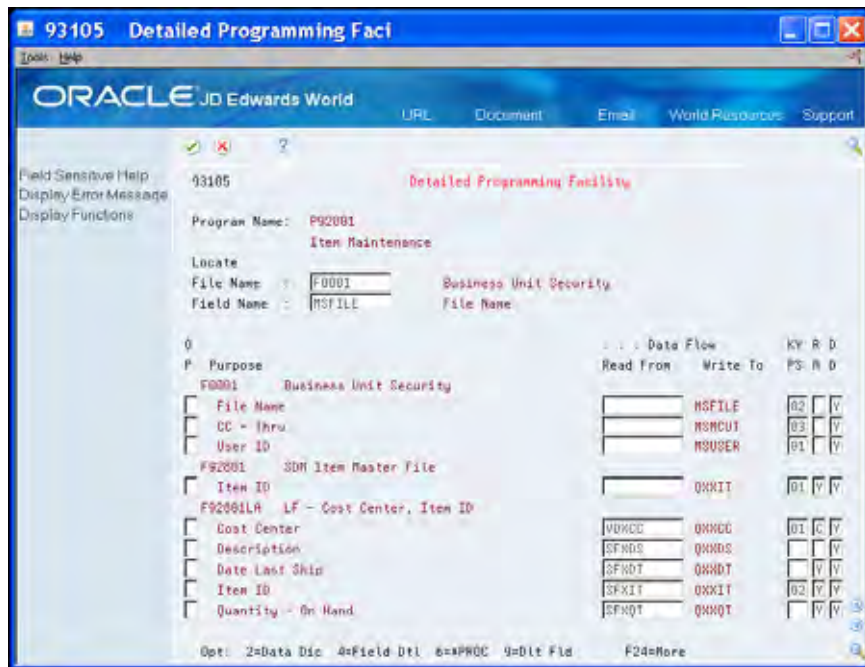 93105 Detailed Programming Faci
Tools Help
ORACLE JD Edwards World
URL Document Email World Resources Support
Field Sensitive Help
Display Error Message
Display Functions
?
93105 Detailed Programming Facility
Program Name: P92001
Item Maintenance
Locate
File Name : F0001 Business Unit Security
Field Name : MSFILE File Name
O . . . Data Flow KY R D
P Purpose Read From Write To PS M D
F0001 Business Unit Security
File Name MSFILE 02 Y
CC - Thru MSMCUT 03 Y
User ID MSUSER 01 Y
F92801 SDM Item Master File
Item ID QXXIT 01 Y Y
F92801LA LF - Cost Center, Item ID
Cost Center VDXCC QXXCC 01 C Y
Description SFXDS QXXDS Y
Date Last Ship SFXDT QXXDT Y Y
Item ID SFXIT QXXIT 02 Y Y
Quantity - On Hand SFXQT QXXQT Y Y
Opt: 2=Data Dic 4=Field Dtl 6=APROC 9=Dlt Fld F24=More